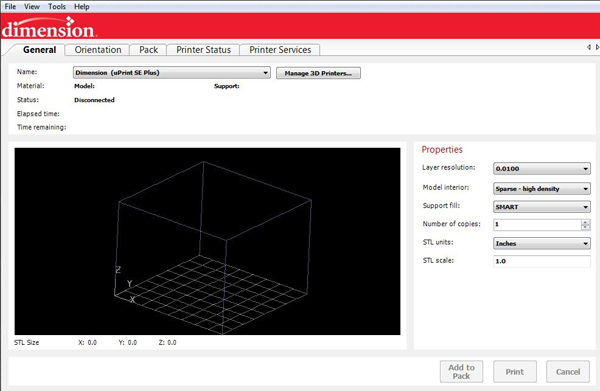 File View Tools Help
dimension
General Orientation Pack Printer Status Printer Services
Name: Dimension (uPrint SE Plus) Manage 3D Printers...
Material: Model: Support:
Status: Disconnected
Elapsed time:
Time remaining:
Properties
Layer resolution: 0.0100
Model interior: Sparse - high density
Support fill: SMART
Number of copies: 1
STL units: Inches
STL scale: 1.0
Z
Y
X
STL Size X: 0.0 Y: 0.0 Z: 0.0
Add to Pack Print Cancel